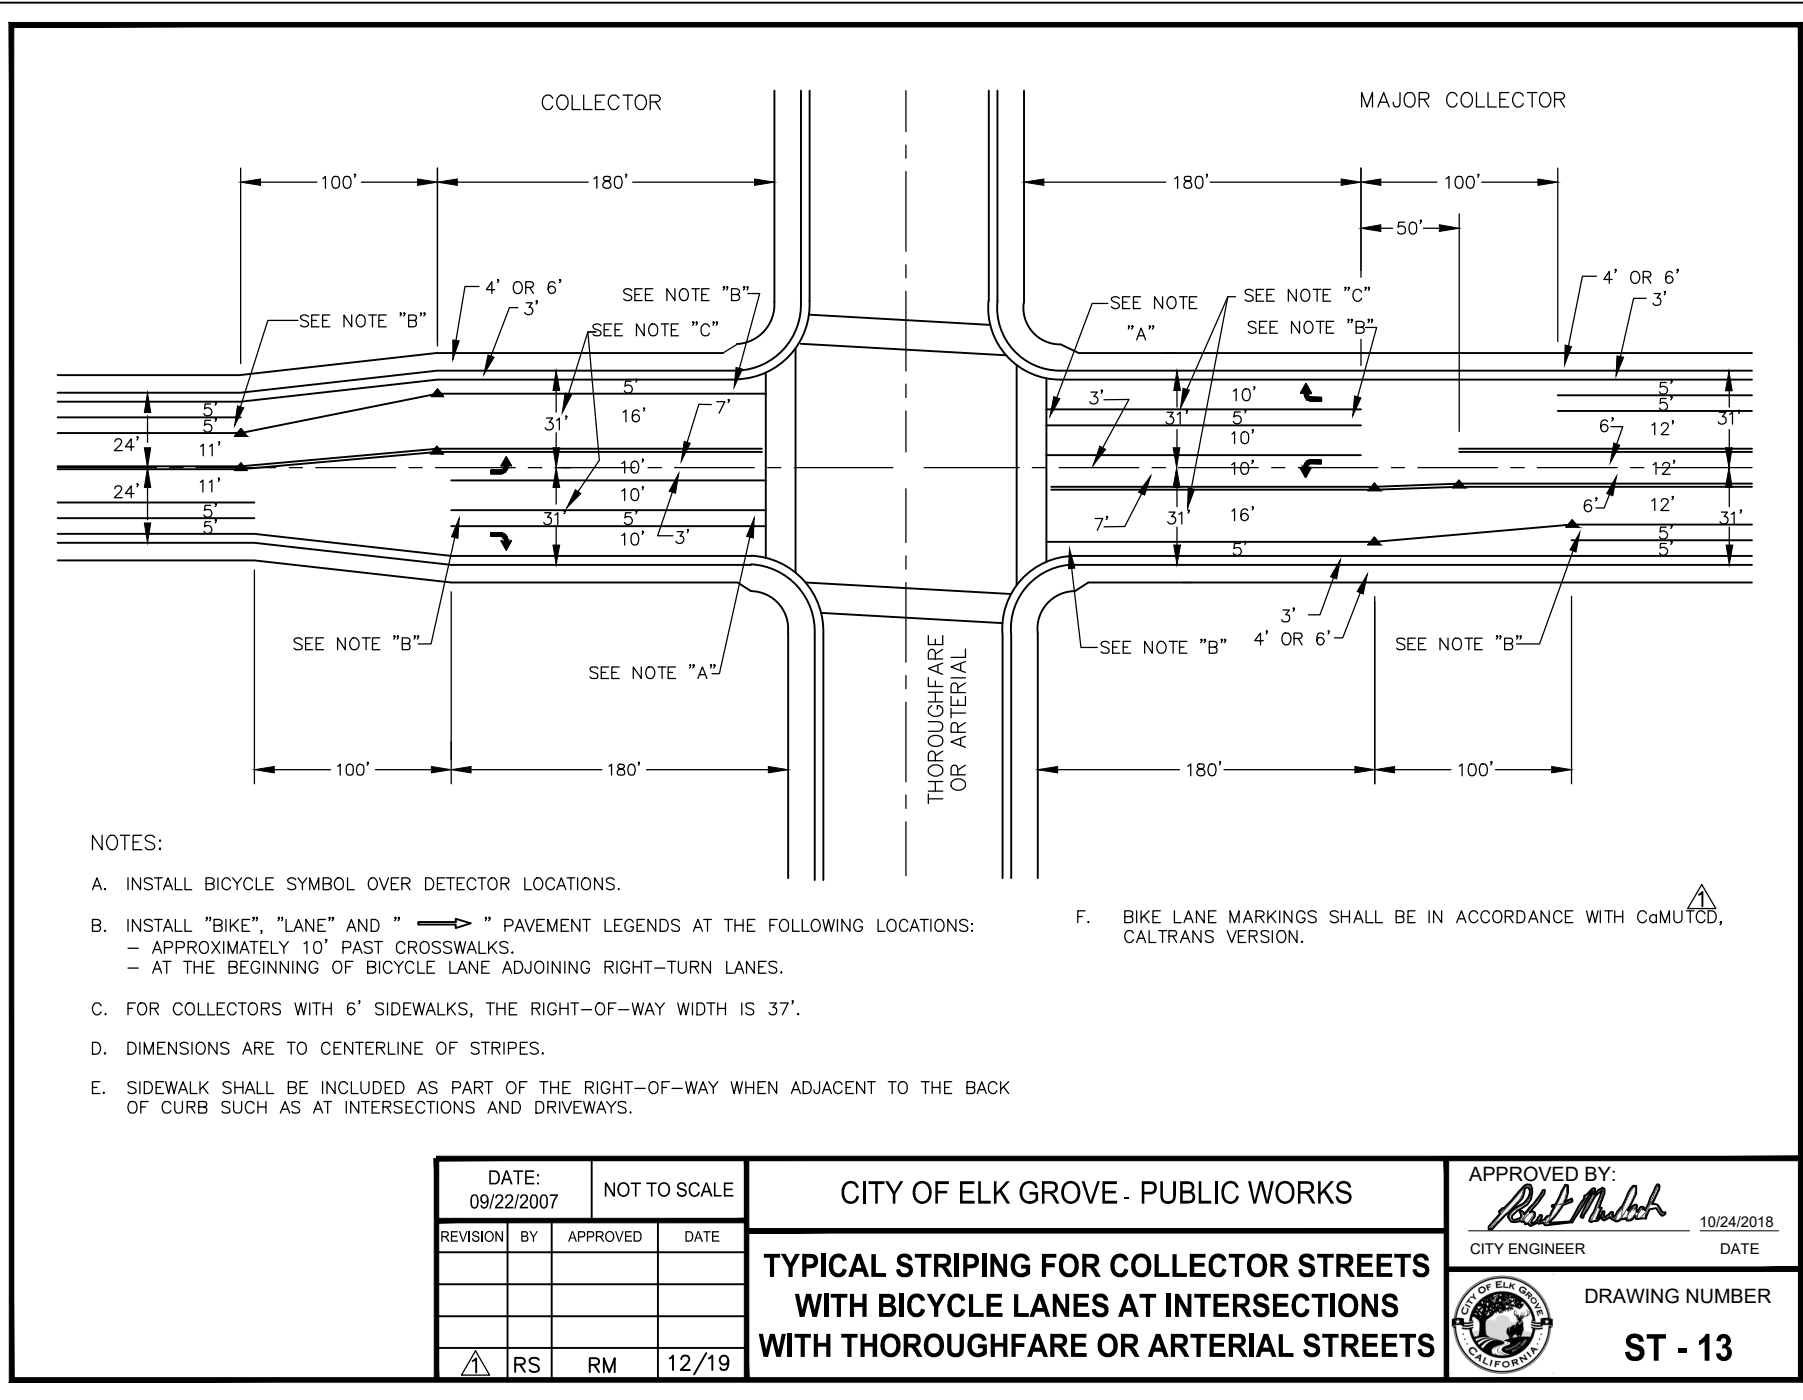 COLLECTOR
MAJOR COLLECTOR
100'
180'
180'
100'
50'
4' OR 6'
3'
SEE NOTE "B"
SEE NOTE "B"
SEE NOTE "C"
SEE NOTE
"A"
SEE NOTE "C"
SEE NOTE "B"
4' OR 6'
3'
5'
5'
24'
11'
24'
11'
5'
5'
5'
31'
16'
7'
10'
10'
31'
5'
10'
3'
3'
10'
31'
5'
10'
10'
7'
31'
16'
5'
5'
5'
31'
6'
12'
12'
6'
12'
31'
5'
5'
SEE NOTE "B"
SEE NOTE "A"
THOROUGHFARE
OR ARTERIAL
SEE NOTE "B"
3'
4' OR 6'
SEE NOTE "B"
100'
180'
180'
100'
NOTES:
A. INSTALL BICYCLE SYMBOL OVER DETECTOR LOCATIONS.
B. INSTALL "BIKE", "LANE" AND " ⟹ " PAVEMENT LEGENDS AT THE FOLLOWING LOCATIONS:
– APPROXIMATELY 10' PAST CROSSWALKS.
– AT THE BEGINNING OF BICYCLE LANE ADJOINING RIGHT–TURN LANES.
C. FOR COLLECTORS WITH 6' SIDEWALKS, THE RIGHT–OF–WAY WIDTH IS 37'.
D. DIMENSIONS ARE TO CENTERLINE OF STRIPES.
E. SIDEWALK SHALL BE INCLUDED AS PART OF THE RIGHT–OF–WAY WHEN ADJACENT TO THE BACK
OF CURB SUCH AS AT INTERSECTIONS AND DRIVEWAYS.
1
F. BIKE LANE MARKINGS SHALL BE IN ACCORDANCE WITH CaMUTCD,
CALTRANS VERSION.
DATE:
09/22/2007
NOT TO SCALE
REVISION BY APPROVED DATE
1 RS RM 12/19
CITY OF ELK GROVE - PUBLIC WORKS
TYPICAL STRIPING FOR COLLECTOR STREETS
WITH BICYCLE LANES AT INTERSECTIONS
WITH THOROUGHFARE OR ARTERIAL STREETS
APPROVED BY:
10/24/2018
CITY ENGINEER DATE
CITY OF ELK GROVE
CALIFORNIA
DRAWING NUMBER
ST - 13